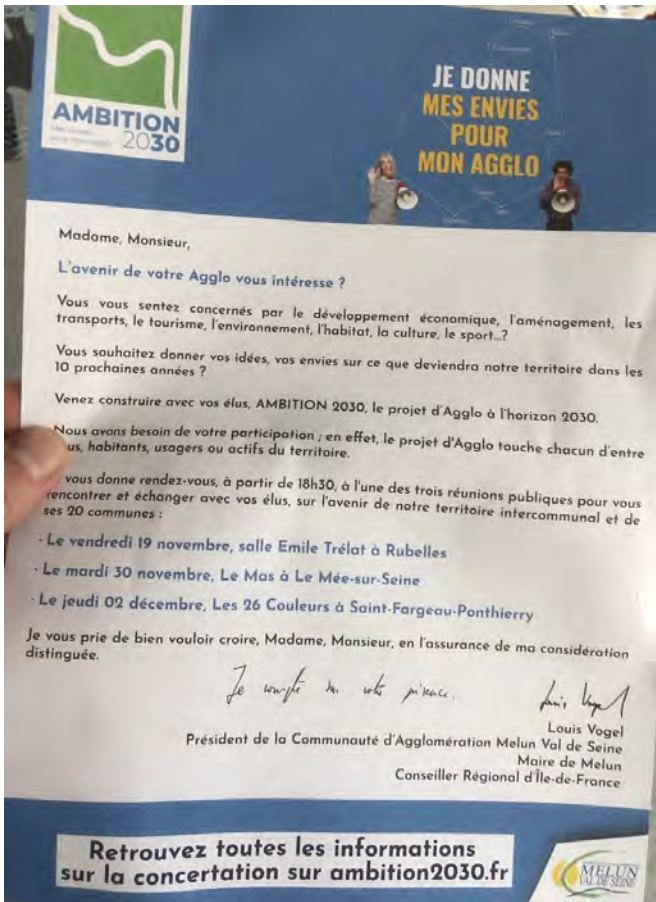 AMBITION
2030
JE DONNE
MES ENVIES
POUR
MON AGGLO
Madame, Monsieur,
L'avenir de votre Agglo vous intéresse ?
Vous vous sentez concernés par le développement économique, l'aménagement, les
transports, le tourisme, l'environnement, l'habitat, la culture, le sport...?
Vous souhaitez donner vos idées, vos envies sur ce que deviendra notre territoire dans les
10 prochaines années ?
Venez construire avec vos élus, AMBITION 2030, le projet d'Agglo à l'horizon 2030.
Nous avons besoin de votre participation ; en effet, le projet d'Agglo touche chacun d'entre
habitants, usagers ou actifs du territoire.
vous donne rendez-vous, à partir de 18h30, à l'une des trois réunions publiques pour vous
rencontrer et échanger avec vos élus, sur l'avenir de notre territoire intercommunal et de
ses 20 communes :
· Le vendredi 19 novembre, salle Emile Trélat à Rubelles
· Le mardi 30 novembre, Le Mas à Le Mée-sur-Seine
· Le jeudi 02 décembre, Les 26 Couleurs à Saint-Fargeau-Ponthierry
Je vous prie de bien vouloir croire, Madame, Monsieur, en l'assurance de ma considération
distinguée.
Je compte sur votre présence.
Louis Vogel
Louis Vogel
Président de la Communauté d'Agglomération Melun Val de Seine
Maire de Melun
Conseiller Régional d'Île-de-France
Retrouvez toutes les informations
sur la concertation sur ambition2030.fr
MELUN
VAL DE SEINE